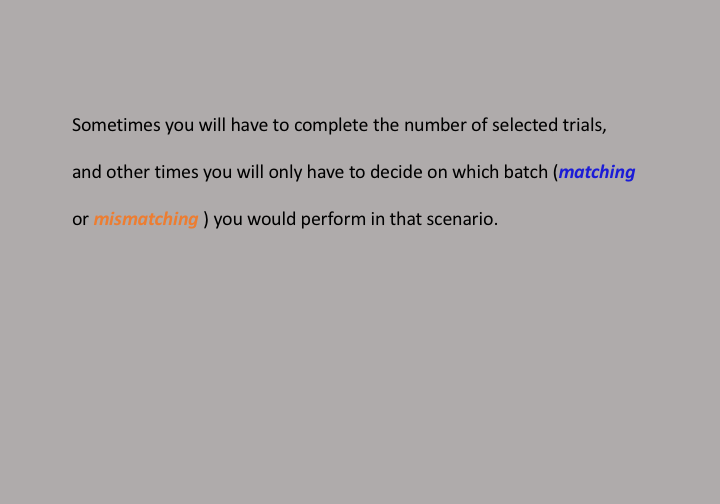 Sometimes you will have to complete the number of selected trials,
and other times you will only have to decide on which batch (matching
or mismatching ) you would perform in that scenario.